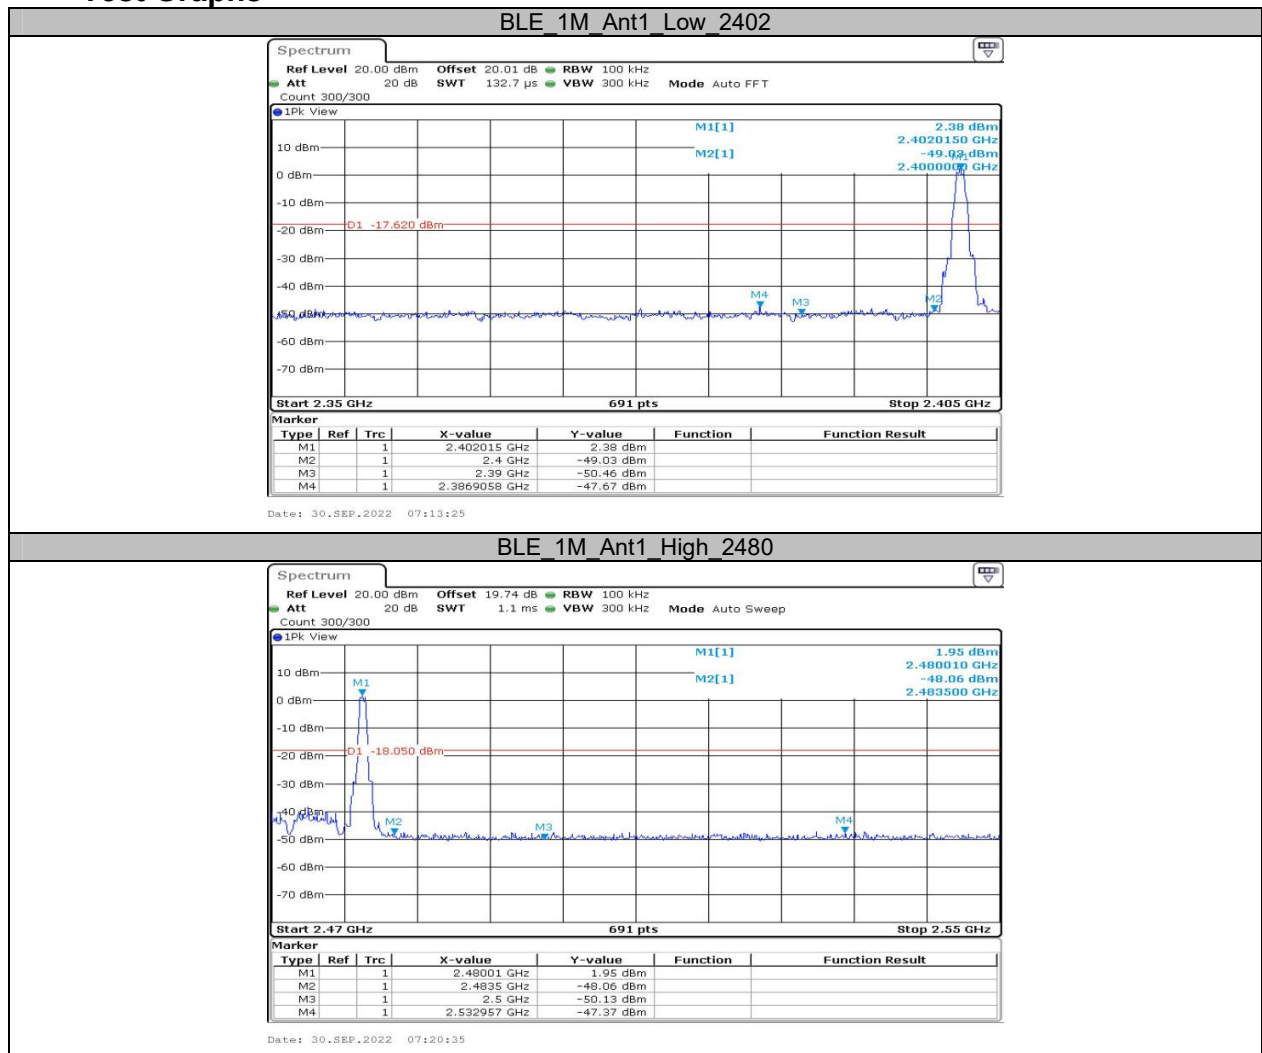 Test Graphs
BLE_1M_Ant1_Low_2402
Spectrum
Ref Level 20.00 dBm Offset 20.01 dB RBW 100 kHz
Att 20 dB SWT 132.7 µs VBW 300 kHz Mode Auto FFT
Count 300/300
1Pk View
M1[1] 2.38 dBm
2.4020150 GHz
10 dBm
M2[1] -49.03 dBm
M1
2.4000000 GHz
0 dBm
-10 dBm
D1 -17.620 dBm
-20 dBm
-30 dBm
-40 dBm
M4
M3
M2
-50 dBm
-60 dBm
-70 dBm
Start 2.35 GHz 691 pts Stop 2.405 GHz
Marker
Type Ref Trc X-value Y-value Function Function Result
M1 1 2.402015 GHz 2.38 dBm
M2 1 2.4 GHz -49.03 dBm
M3 1 2.39 GHz -50.46 dBm
M4 1 2.3869058 GHz -47.67 dBm
Date: 30.SEP.2022 07:13:25
BLE_1M_Ant1_High_2480
Spectrum
Ref Level 20.00 dBm Offset 19.74 dB RBW 100 kHz
Att 20 dB SWT 1.1 ms VBW 300 kHz Mode Auto Sweep
Count 300/300
1Pk View
M1[1] 1.95 dBm
2.480010 GHz
10 dBm
M2[1] -48.06 dBm
M1
2.483500 GHz
0 dBm
-10 dBm
D1 -18.050 dBm
-20 dBm
-30 dBm
-40 dBm
M2
M3
M4
-50 dBm
-60 dBm
-70 dBm
Start 2.47 GHz 691 pts Stop 2.55 GHz
Marker
Type Ref Trc X-value Y-value Function Function Result
M1 1 2.48001 GHz 1.95 dBm
M2 1 2.4835 GHz -48.06 dBm
M3 1 2.5 GHz -50.13 dBm
M4 1 2.532957 GHz -47.37 dBm
Date: 30.SEP.2022 07:20:35